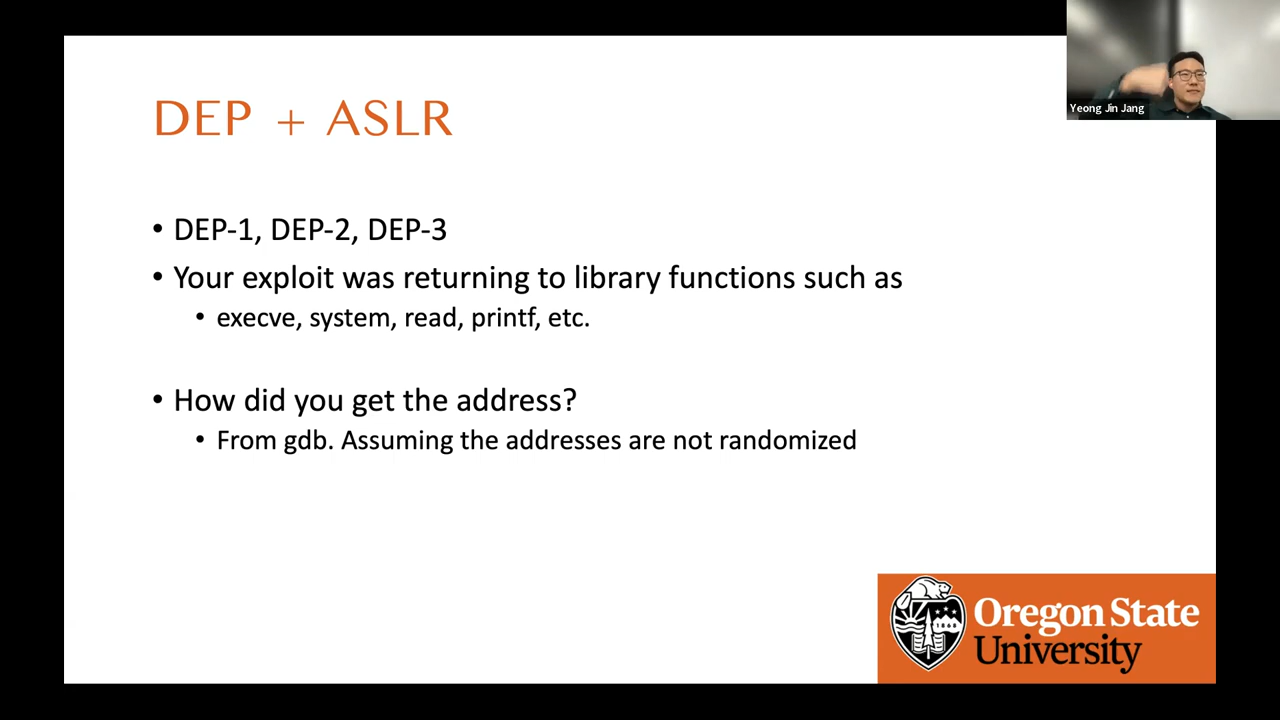 Yeong Jin Jang
DEP + ASLR
• DEP-1, DEP-2, DEP-3
• Your exploit was returning to library functions such as
• execve, system, read, printf, etc.
• How did you get the address?
• From gdb. Assuming the addresses are not randomized
Oregon State
University